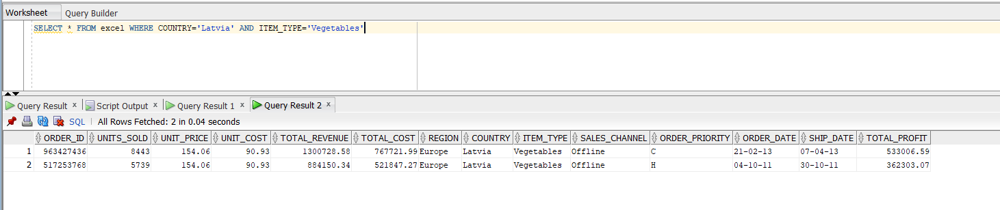 Worksheet Query Builder
SELECT * FROM excel WHERE COUNTRY='Latvia' AND ITEM_TYPE='Vegetables'
Query Result x Script Output x Query Result 1 x Query Result 2 x
SQL | All Rows Fetched: 2 in 0.04 seconds
ORDER_ID UNITS_SOLD UNIT_PRICE UNIT_COST TOTAL_REVENUE TOTAL_COST REGION COUNTRY ITEM_TYPE SALES_CHANNEL ORDER_PRIORITY ORDER_DATE SHIP_DATE TOTAL_PROFIT
1 963427436 8443 154.06 90.93 1300728.58 767721.99 Europe Latvia Vegetables Offline C 21-02-13 07-04-13 533006.59
2 517253768 5739 154.06 90.93 884150.34 521847.27 Europe Latvia Vegetables Offline H 04-10-11 30-10-11 362303.07